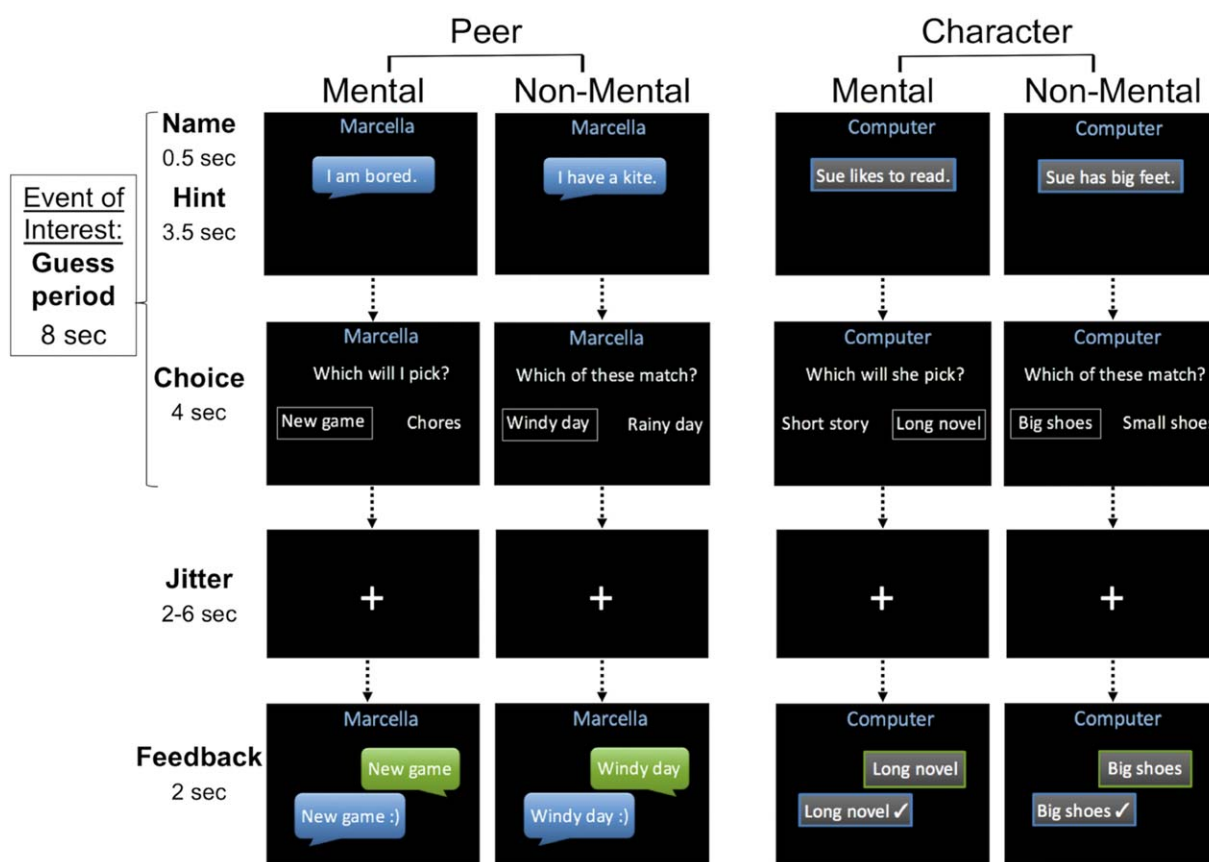 Peer
Character
Mental
Non-Mental
Mental
Non-Mental
Event of
Interest:
Guess
period
8 sec
Name
0.5 sec
Hint
3.5 sec
Marcella
I am bored.
Marcella
I have a kite.
Computer
Sue likes to read.
Computer
Sue has big feet.
Choice
4 sec
Marcella
Which will I pick?
New game
Chores
Marcella
Which of these match?
Windy day
Rainy day
Computer
Which will she pick?
Short story
Long novel
Computer
Which of these match?
Big shoes
Small shoes
Jitter
2-6 sec
+
+
+
+
Feedback
2 sec
Marcella
New game
New game :)
Marcella
Windy day
Windy day :)
Computer
Long novel
Long novel ✓
Computer
Big shoes
Big shoes ✓